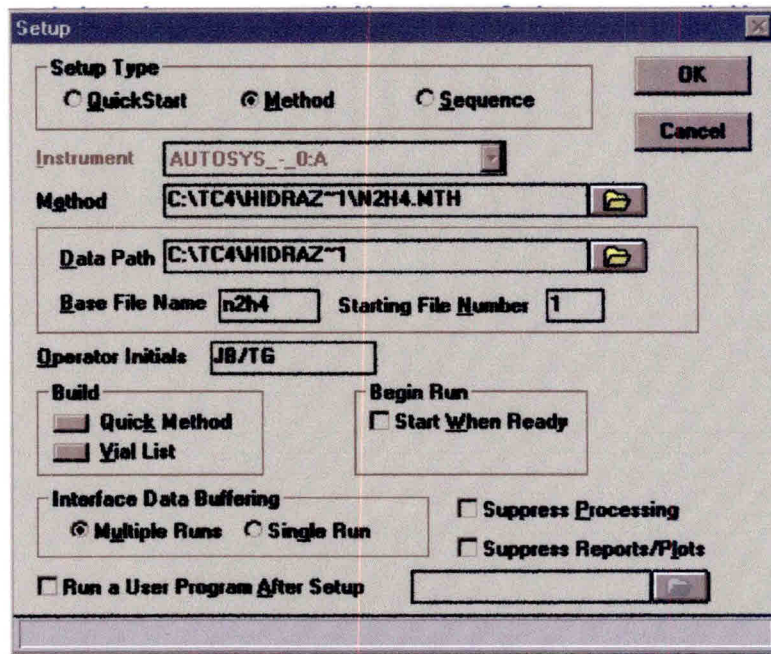 Setup
Setup Type
QuickStart Method Sequence
OK
Cancel
Instrument AUTOSYS_-_0:A
Method C:\TC4\HIDRAZ~1\N2H4.MTH
Data Path C:\TC4\HIDRAZ~1
Base File Name n2h4 Starting File Number 1
Operator Initials JB/TG
Build
Quick Method
Vial List
Begin Run
Start When Ready
Interface Data Buffering
Multiple Runs Single Run
Suppress Processing
Suppress Reports/Plots
Run a User Program After Setup